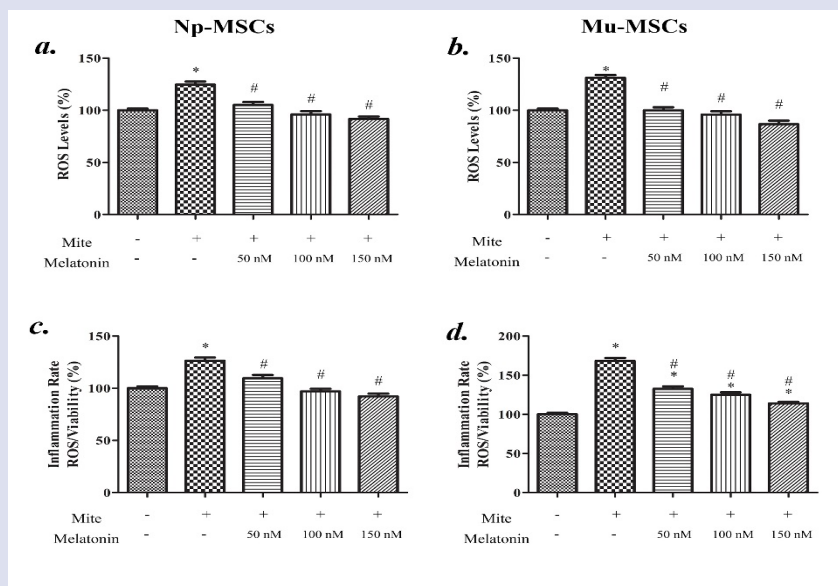 Np-MSCs
Mu-MSCs
a.
ROS Levels (%)
150
100
50
0
*
#
#
#
Mite - + + + +
Melatonin - - 50 nM 100 nM 150 nM
b.
ROS Levels (%)
150
100
50
0
*
#
#
#
Mite - + + + +
Melatonin - - 50 nM 100 nM 150 nM
c.
Inflammation Rate
ROS/Viability (%)
150
100
50
0
*
#
#
#
Mite - + + + +
Melatonin - - 50 nM 100 nM 150 nM
d.
Inflammation Rate
ROS/Viability (%)
200
150
100
50
0
*
#
*
#
*
#
*
Mite - + + + +
Melatonin - - 50 nM 100 nM 150 nM